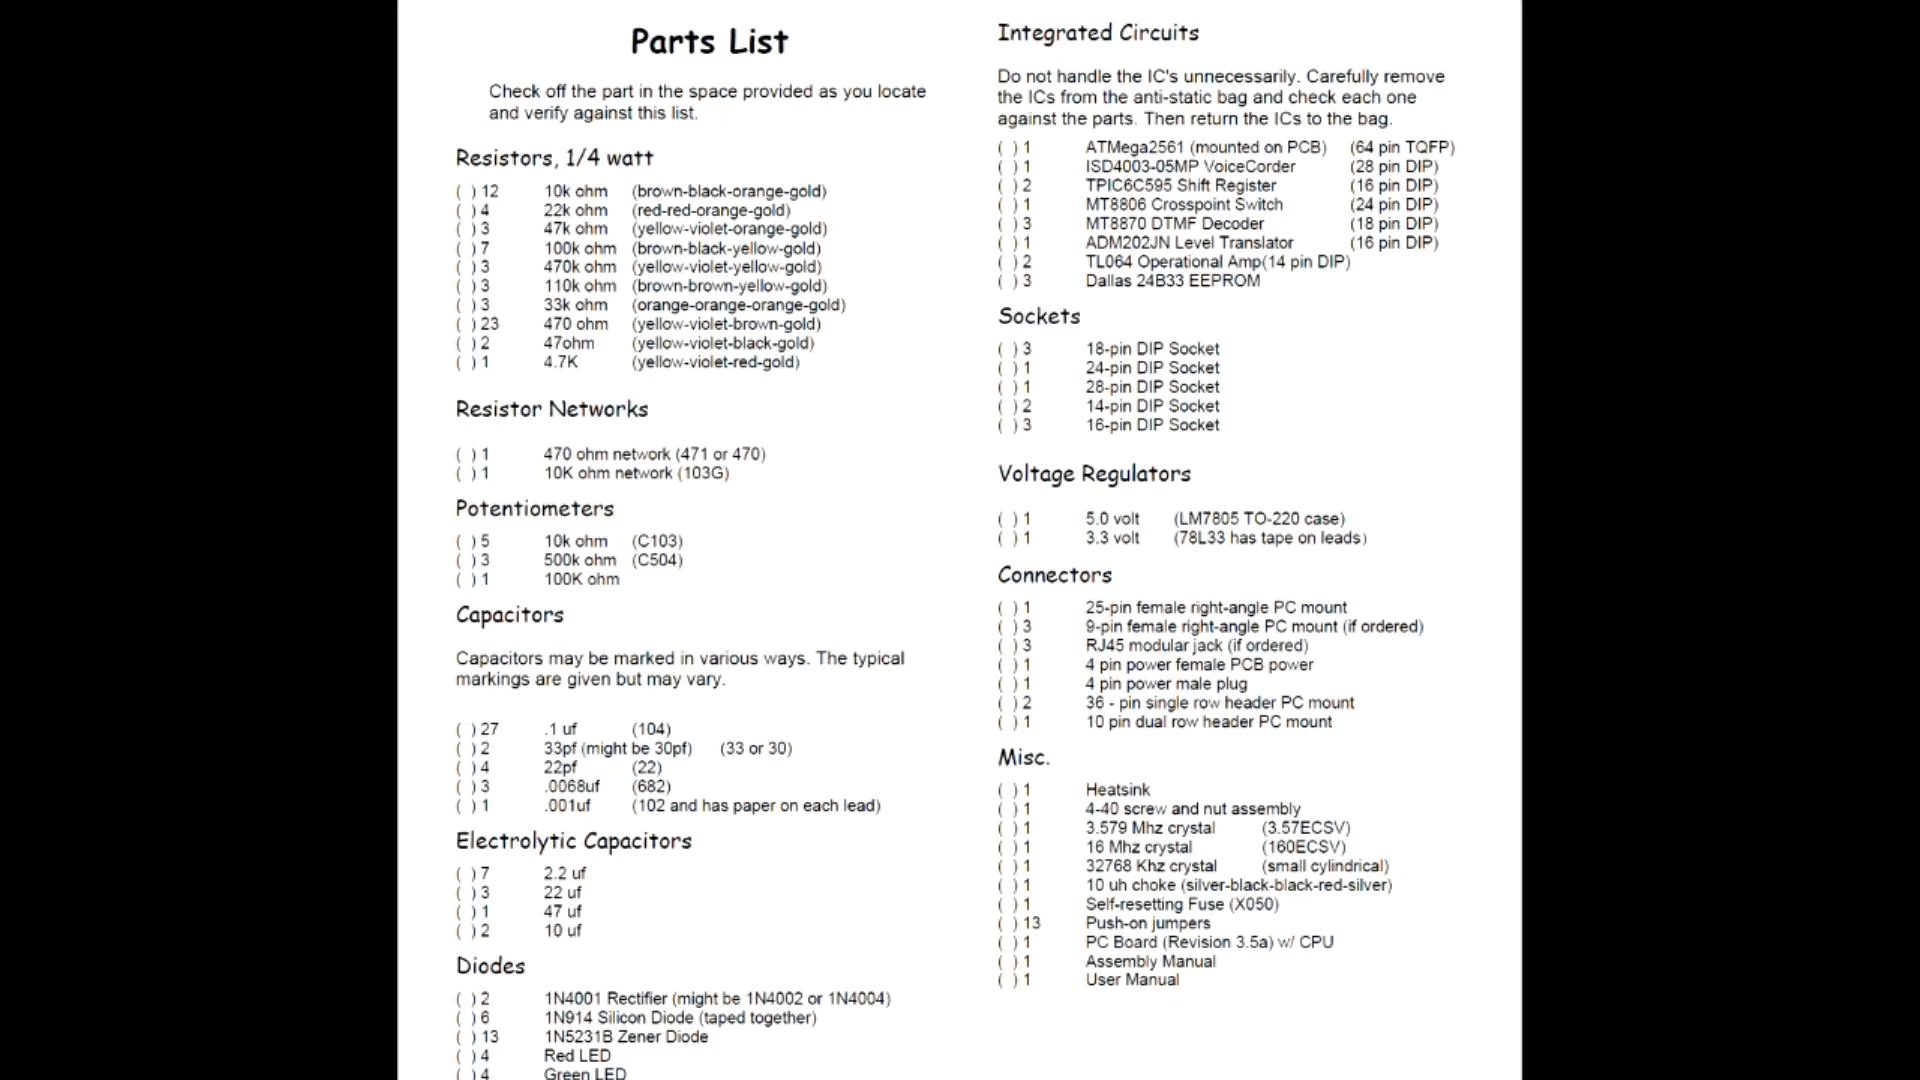 Parts List
Check off the part in the space provided as you locate
and verify against this list.
Resistors, 1/4 watt
( ) 12 10k ohm (brown-black-orange-gold)
( ) 4 22k ohm (red-red-orange-gold)
( ) 3 47k ohm (yellow-violet-orange-gold)
( ) 7 100k ohm (brown-black-yellow-gold)
( ) 3 470k ohm (yellow-violet-yellow-gold)
( ) 3 110k ohm (brown-brown-yellow-gold)
( ) 3 33k ohm (orange-orange-orange-gold)
( ) 23 470 ohm (yellow-violet-brown-gold)
( ) 2 47ohm (yellow-violet-black-gold)
( ) 1 4.7K (yellow-violet-red-gold)
Resistor Networks
( ) 1 470 ohm network (471 or 470)
( ) 1 10K ohm network (103G)
Potentiometers
( ) 5 10k ohm (C103)
( ) 3 500k ohm (C504)
( ) 1 100K ohm
Capacitors
Capacitors may be marked in various ways. The typical
markings are given but may vary.
( ) 27 .1 uf (104)
( ) 2 33pf (might be 30pf) (33 or 30)
( ) 4 22pf (22)
( ) 3 .0068uf (682)
( ) 1 .001uf (102 and has paper on each lead)
Electrolytic Capacitors
( ) 7 2.2 uf
( ) 3 22 uf
( ) 1 47 uf
( ) 2 10 uf
Diodes
( ) 2 1N4001 Rectifier (might be 1N4002 or 1N4004)
( ) 6 1N914 Silicon Diode (taped together)
( ) 13 1N5231B Zener Diode
( ) 4 Red LED
( ) 4 Green LED
Integrated Circuits
Do not handle the IC's unnecessarily. Carefully remove
the ICs from the anti-static bag and check each one
against the parts. Then return the ICs to the bag.
( ) 1 ATMega2561 (mounted on PCB) (64 pin TQFP)
( ) 1 ISD4003-05MP VoiceCorder (28 pin DIP)
( ) 2 TPIC6C595 Shift Register (16 pin DIP)
( ) 1 MT8806 Crosspoint Switch (24 pin DIP)
( ) 3 MT8870 DTMF Decoder (18 pin DIP)
( ) 1 ADM202JN Level Translator (16 pin DIP)
( ) 2 TL064 Operational Amp(14 pin DIP)
( ) 3 Dallas 24B33 EEPROM
Sockets
( ) 3 18-pin DIP Socket
( ) 1 24-pin DIP Socket
( ) 1 28-pin DIP Socket
( ) 2 14-pin DIP Socket
( ) 3 16-pin DIP Socket
Voltage Regulators
( ) 1 5.0 volt (LM7805 TO-220 case)
( ) 1 3.3 volt (78L33 has tape on leads)
Connectors
( ) 1 25-pin female right-angle PC mount
( ) 3 9-pin female right-angle PC mount (if ordered)
( ) 3 RJ45 modular jack (if ordered)
( ) 1 4 pin power female PCB power
( ) 1 4 pin power male plug
( ) 2 36 - pin single row header PC mount
( ) 1 10 pin dual row header PC mount
Misc.
( ) 1 Heatsink
( ) 1 4-40 screw and nut assembly
( ) 1 3.579 Mhz crystal (3.57ECSV)
( ) 1 16 Mhz crystal (160ECSV)
( ) 1 32768 Khz crystal (small cylindrical)
( ) 1 10 uh choke (silver-black-black-red-silver)
( ) 1 Self-resetting Fuse (X050)
( ) 13 Push-on jumpers
( ) 1 PC Board (Revision 3.5a) w/ CPU
( ) 1 Assembly Manual
( ) 1 User Manual